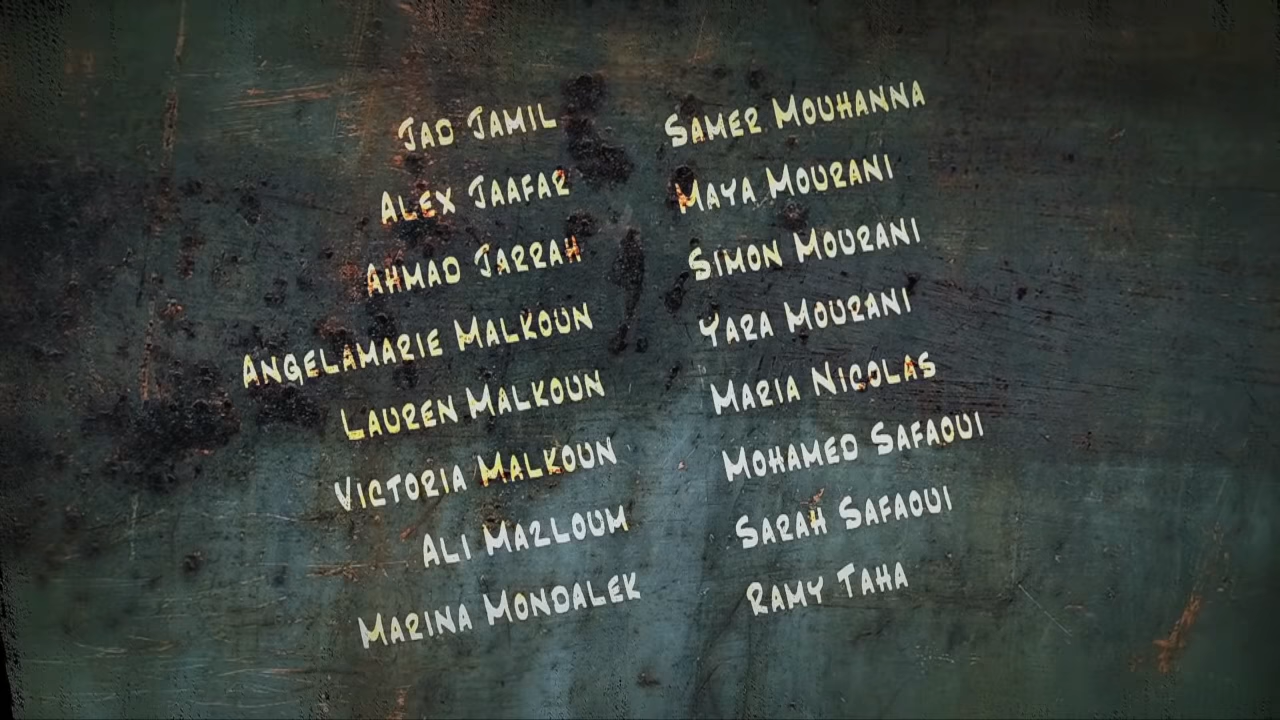 Jad Jamil
Alex Jaafar
Ahmad Jarrah
Angelamarie Malkoun
Lauren Malkoun
Victoria Malkoun
Ali Mazloum
Marina Mondalek
Samer Mouhanna
Maya Mourani
Simon Mourani
Yara Mourani
Maria Nicolas
Mohamed Safaoui
Sarah Safaoui
Ramy Taha